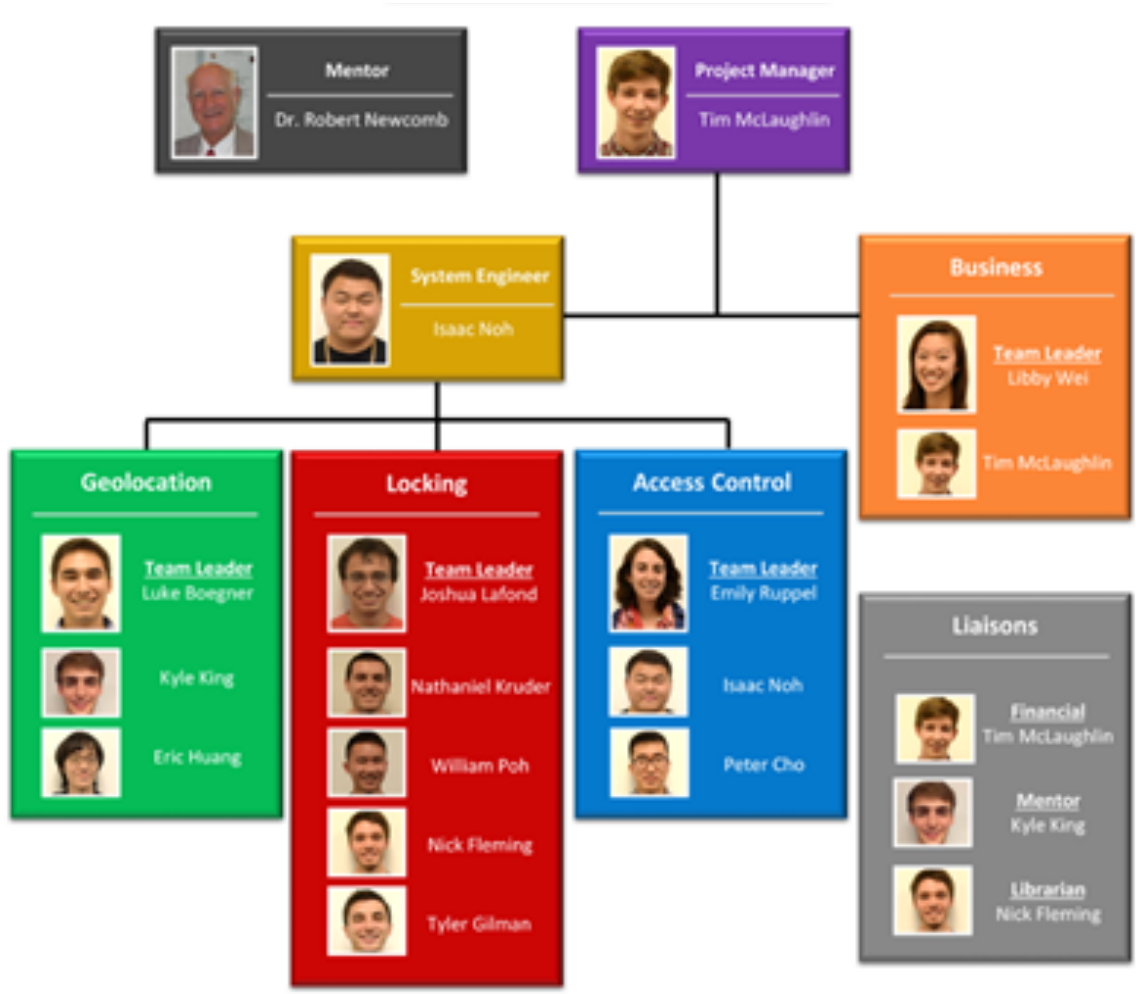 Mentor
Dr. Robert Newcomb
Project Manager
Tim McLaughlin
System Engineer
Isaac Noh
Business
Team Leader
Libby Wei
Tim McLaughlin
Geolocation
Team Leader
Luke Boegner
Kyle King
Eric Huang
Locking
Team Leader
Joshua Lafond
Nathaniel Kruder
William Poh
Nick Fleming
Tyler Gilman
Access Control
Team Leader
Emily Ruppel
Isaac Noh
Peter Cho
Liaisons
Financial
Tim McLaughlin
Mentor
Kyle King
Librarian
Nick Fleming